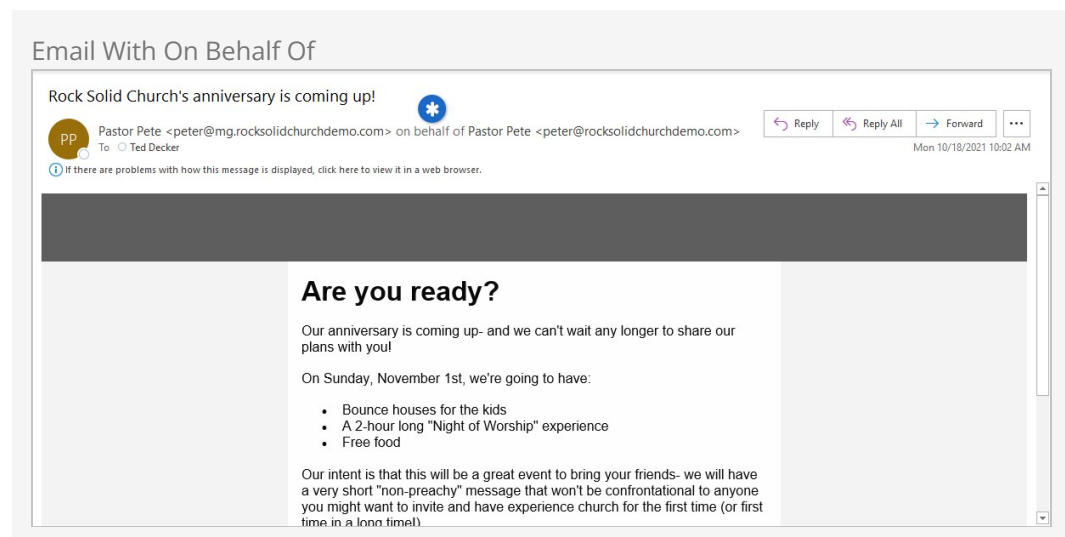 Email With On Behalf Of
Rock Solid Church's anniversary is coming up!
PP
Pastor Pete <peter@mg.rocksolidchurchdemo.com> on behalf of Pastor Pete <peter@rocksolidchurchdemo.com>
To Ted Decker
Reply
Reply All
Forward
Mon 10/18/2021 10:02 AM
If there are problems with how this message is displayed, click here to view it in a web browser.
Are you ready?
Our anniversary is coming up- and we can't wait any longer to share our
plans with you!
On Sunday, November 1st, we're going to have:
• Bounce houses for the kids
• A 2-hour long "Night of Worship" experience
• Free food
Our intent is that this will be a great event to bring your friends- we will have
a very short "non-preachy" message that won't be confrontational to anyone
you might want to invite and have experience church for the first time (or first
time in a long time!)